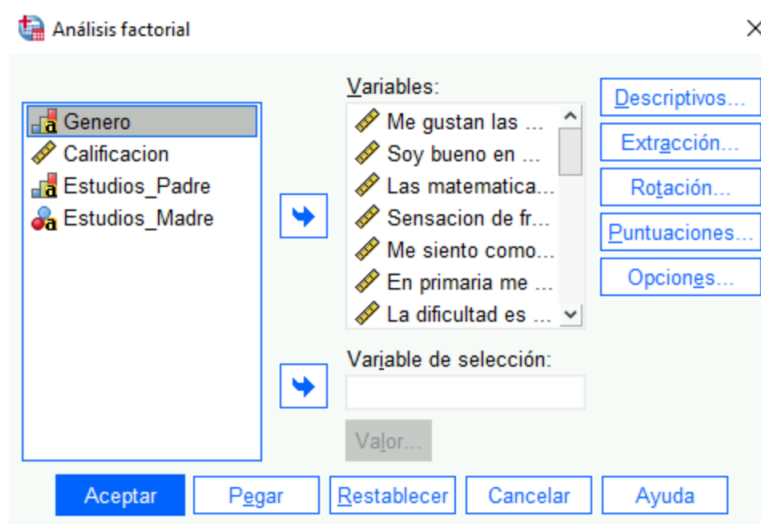 Análisis factorial
Variables:
Genero
Calificacion
Estudios_Padre
Estudios_Madre
Me gustan las ...
Soy bueno en ...
Las matematica...
Sensacion de fr...
Me siento como...
En primaria me ...
La dificultad es ...
Descriptivos...
Extracción...
Rotación...
Puntuaciones...
Opciones...
Variable de selección:
Valor...
Aceptar
Pegar
Restablecer
Cancelar
Ayuda